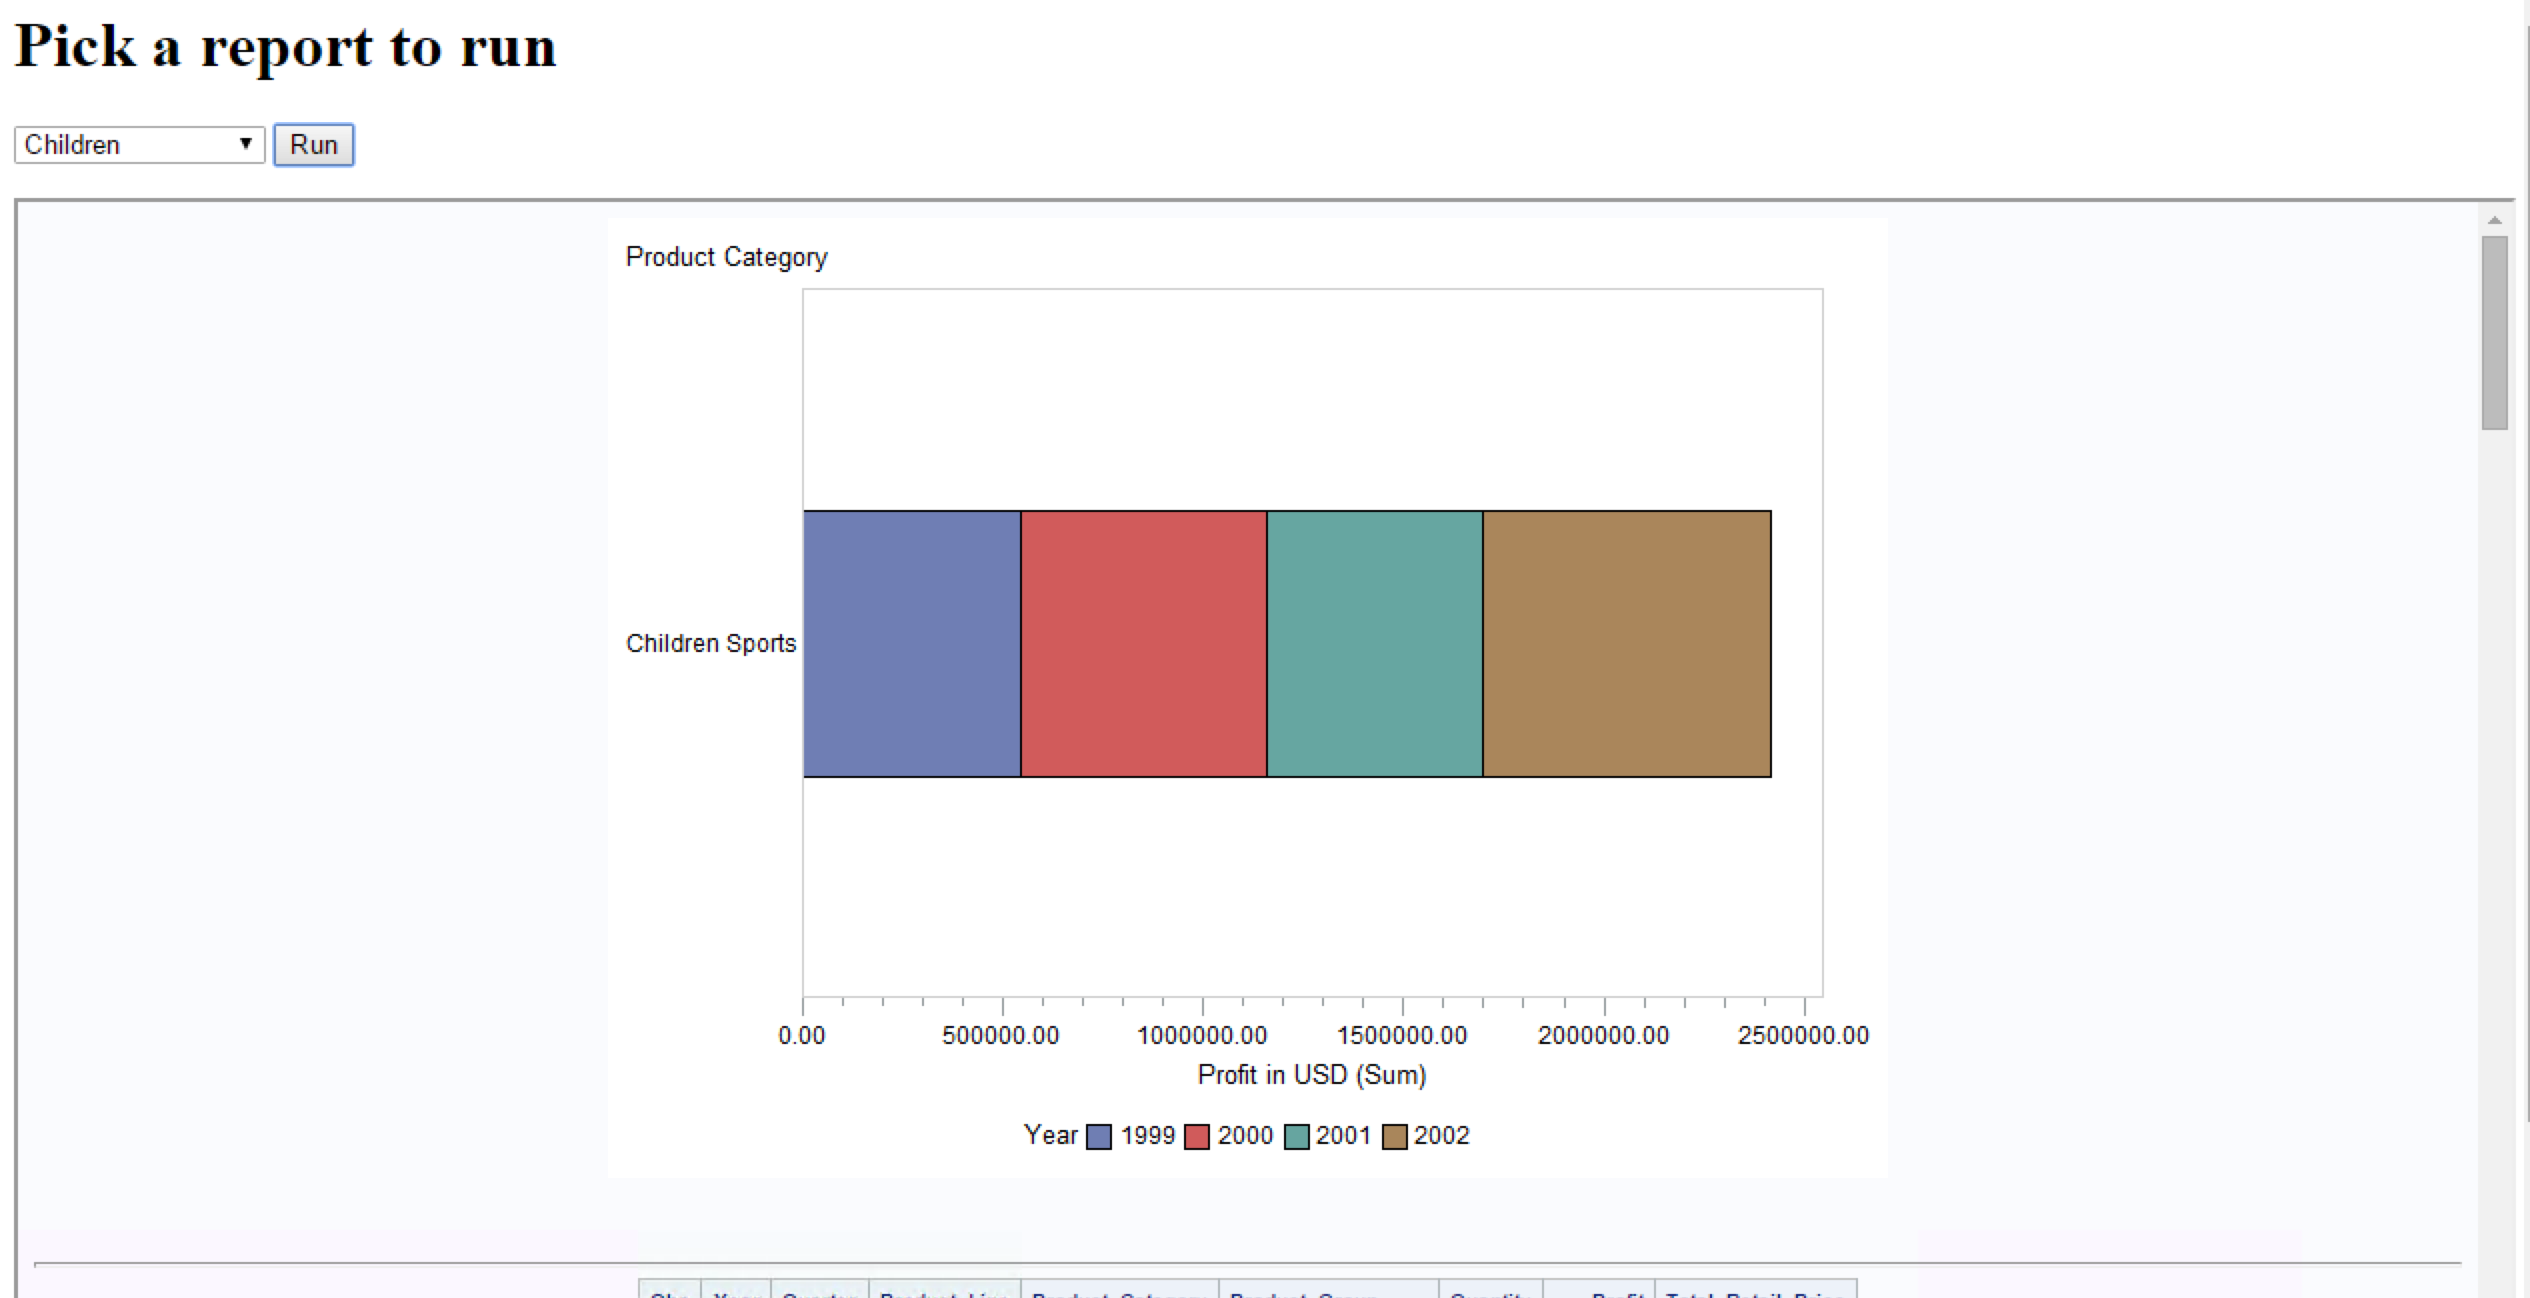 Pick a report to run
Children Run
Product Category
Children Sports
0.00 500000.00 1000000.00 1500000.00 2000000.00 2500000.00
Profit in USD (Sum)
Year 1999 2000 2001 2002